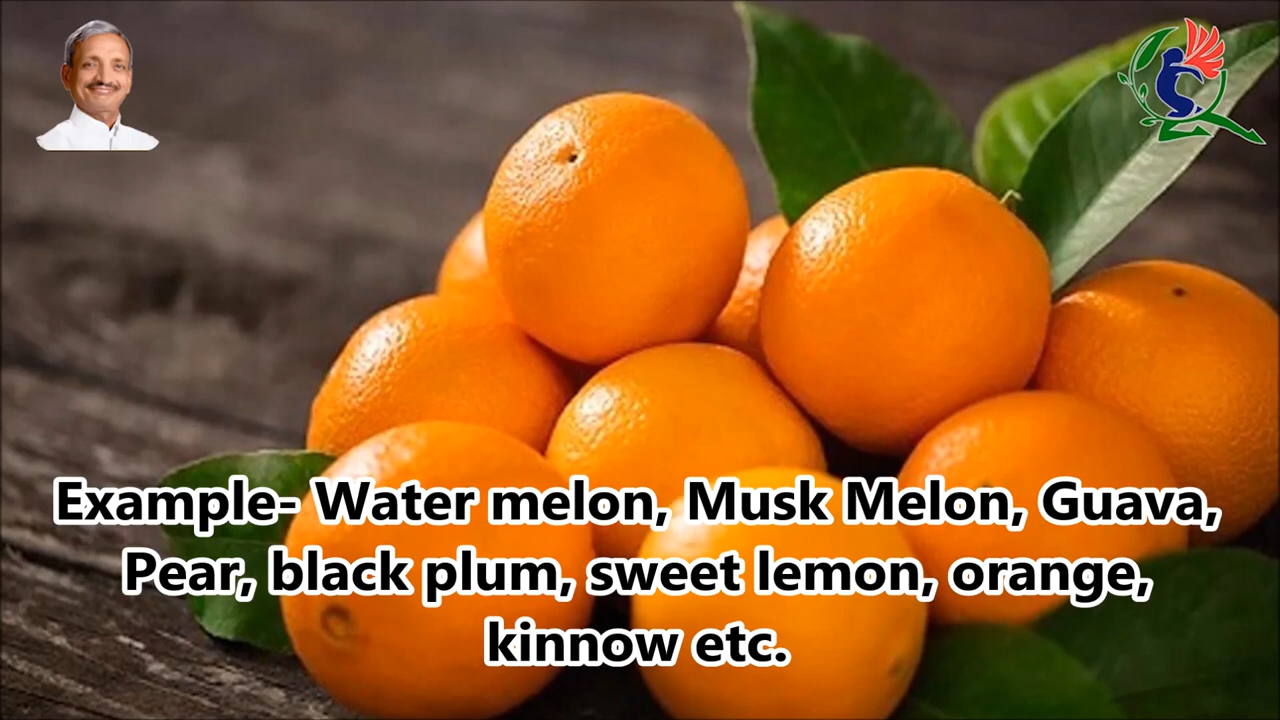 Example- Water melon, Musk Melon, Guava,
Pear, black plum, sweet lemon, orange,
kinnow etc.